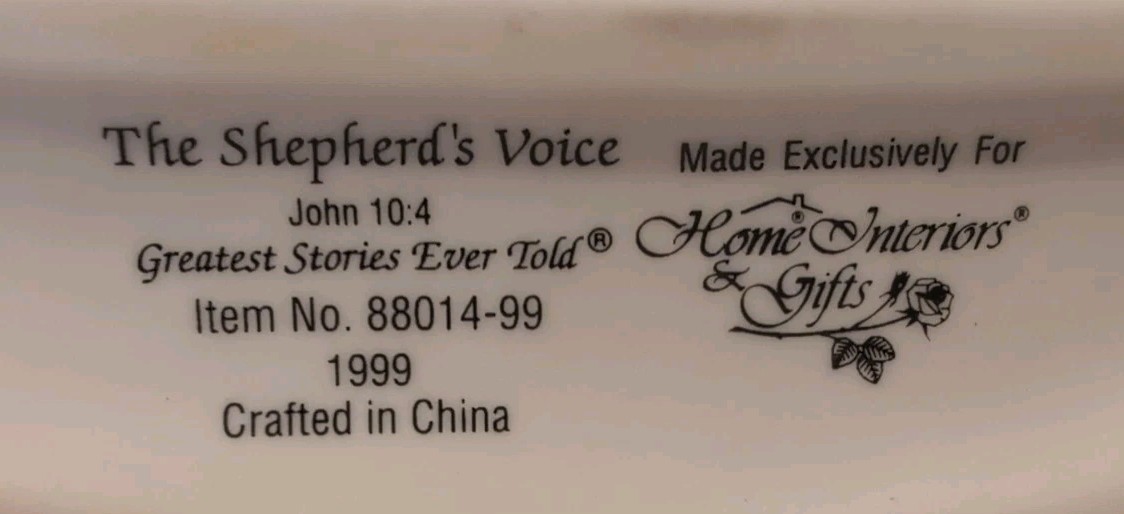 The Shepherd's Voice
John 10:4
Greatest Stories Ever Told®
Item No. 88014-99
1999
Crafted in China
Made Exclusively For
Home Interiors®
& Gifts